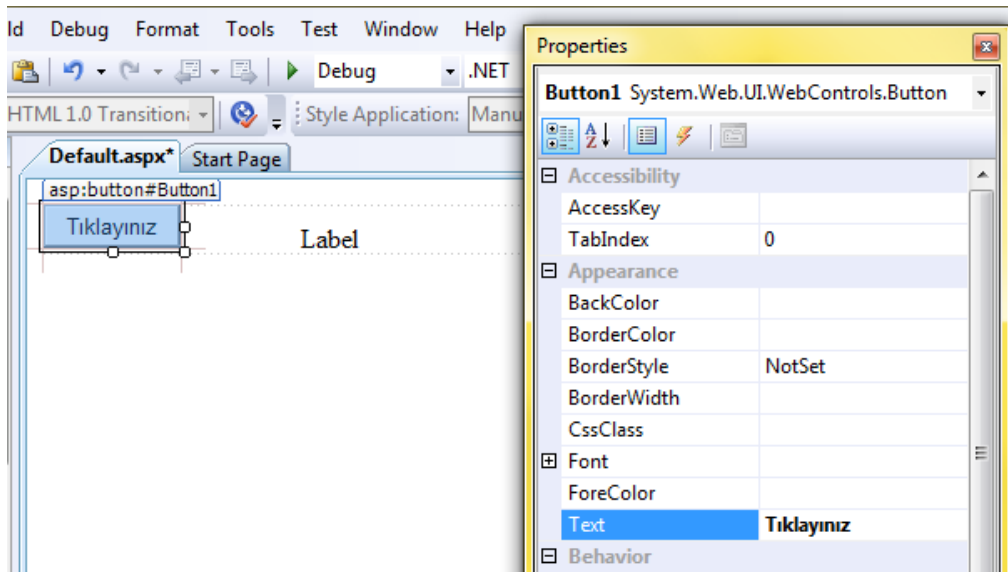 ld Debug Format Tools Test Window Help
Debug .NET
HTML 1.0 Transition Style Application: Manu
Default.aspx* Start Page
asp:button#Button1
Tıklayınız
Label
Properties
Button1 System.Web.UI.WebControls.Button
Accessibility
AccessKey
TabIndex 0
Appearance
BackColor
BorderColor
BorderStyle NotSet
BorderWidth
CssClass
Font
ForeColor
Text Tıklayınız
Behavior